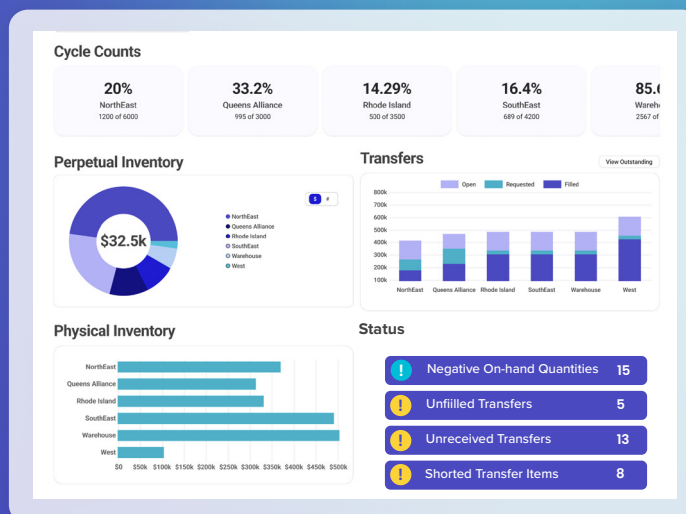 Cycle Counts
20%
NorthEast
1200 of 6000
33.2%
Queens Alliance
995 of 3000
14.29%
Rhode Island
500 of 3500
16.4%
SouthEast
689 of 4200
85.
2567 of
Perpetual Inventory
$ #
$32.5k
NorthEast
Queens Alliance
Rhode Island
SouthEast
Warehouse
West
Transfers
View Outstanding
Open Requested Filled
800k
700k
600k
500k
400k
300k
200k
100k
NorthEast Queens Alliance Rhode Island SouthEast Warehouse West
Physical Inventory
NorthEast
Queens Alliance
Rhode Island
SouthEast
Warehouse
West
$0 $50k $100k $150k $200k $250k $300k $350k $400k $450k $500k
Status
! Negative On-hand Quantities 15
! Unfiilled Transfers 5
! Unreceived Transfers 13
! Shorted Transfer Items 8